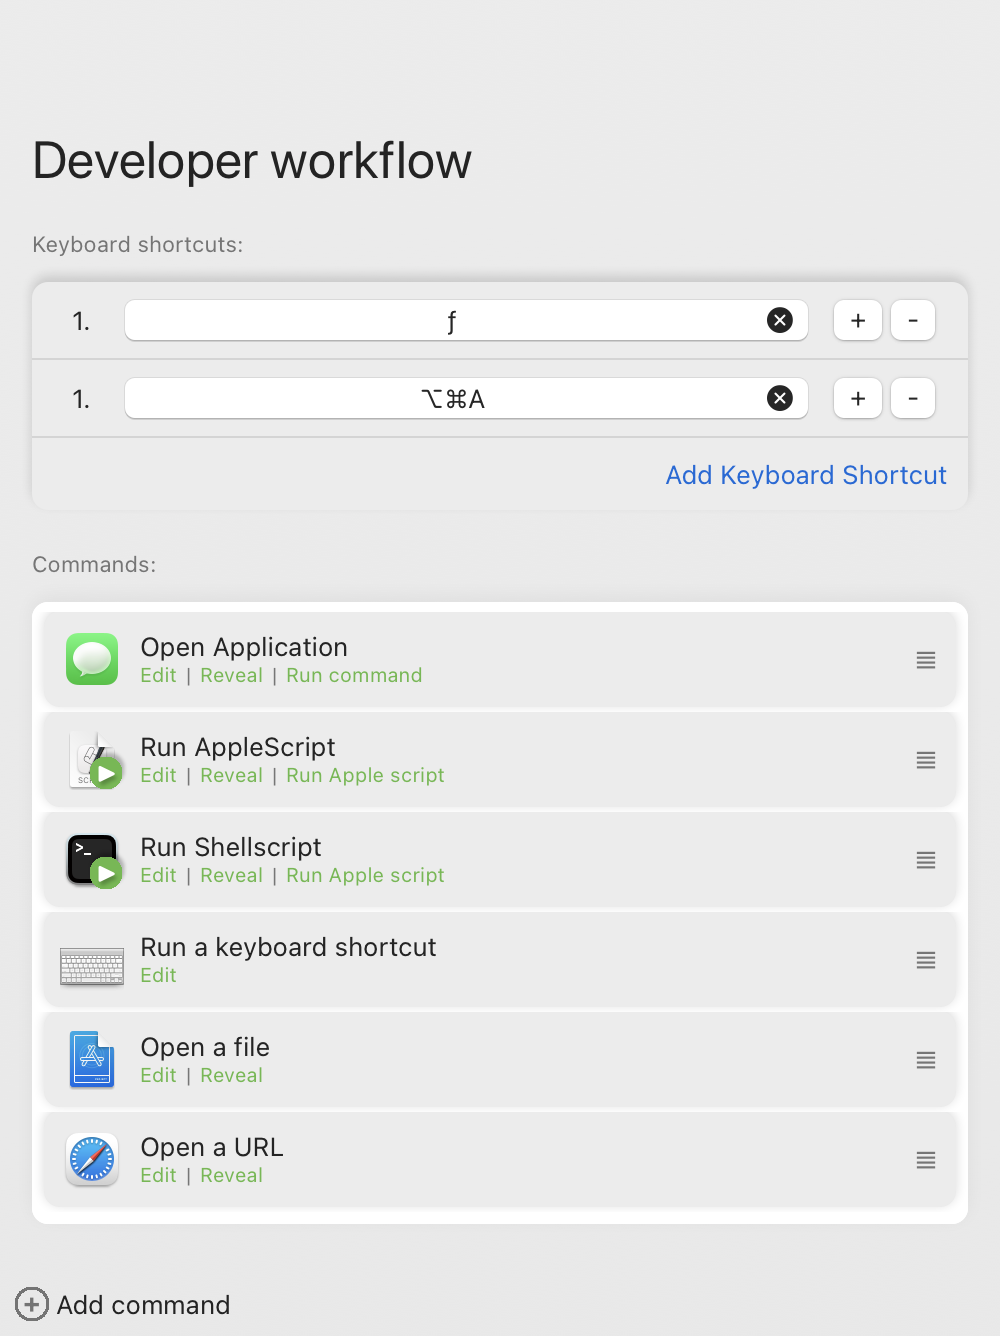 Developer workflow
Keyboard shortcuts:
1. ƒ + -
1. ⌥⌘A + -
Add Keyboard Shortcut
Commands:
Open Application
Edit | Reveal | Run command
Run AppleScript
Edit | Reveal | Run Apple script
Run Shellscript
Edit | Reveal | Run Apple script
Run a keyboard shortcut
Edit
Open a file
Edit | Reveal
Open a URL
Edit | Reveal
Add command